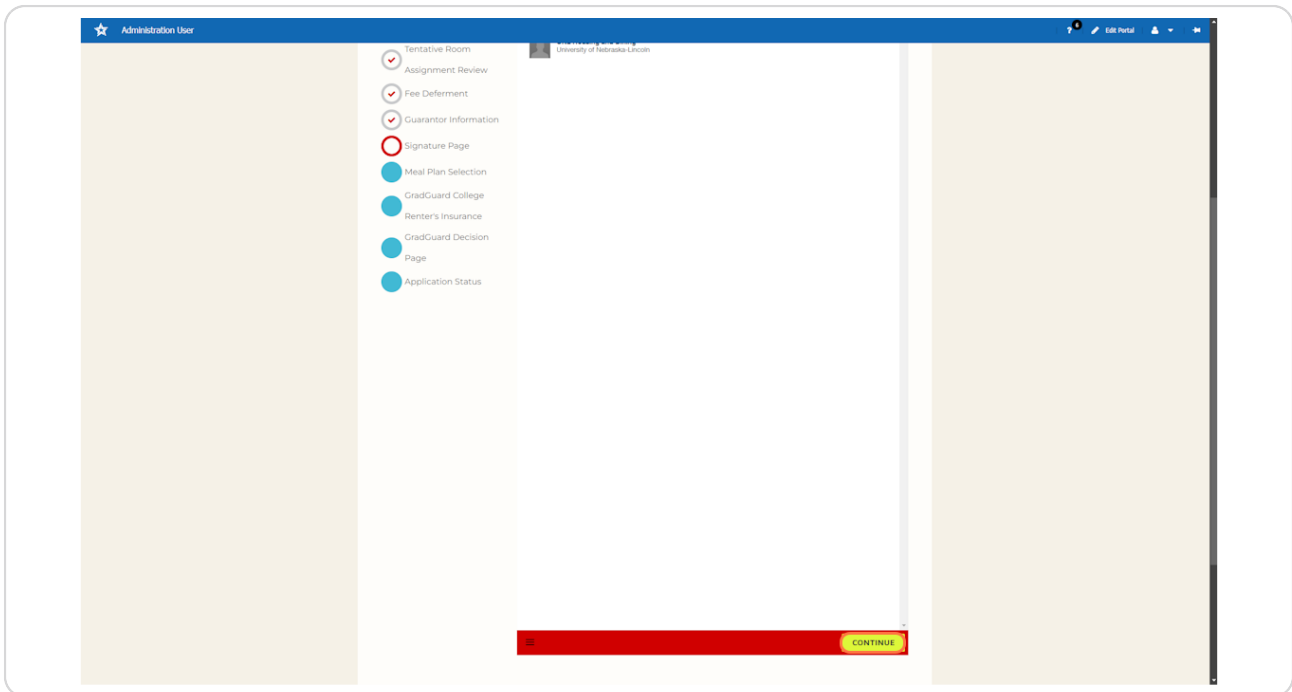 Administration User
? 6 Edit Portal
Tentative Room
Assignment Review
University of Nebraska-Lincoln
Fee Deferment
Guarantor Information
Signature Page
Meal Plan Selection
GradGuard College
Renter's Insurance
GradGuard Decision
Page
Application Status
CONTINUE